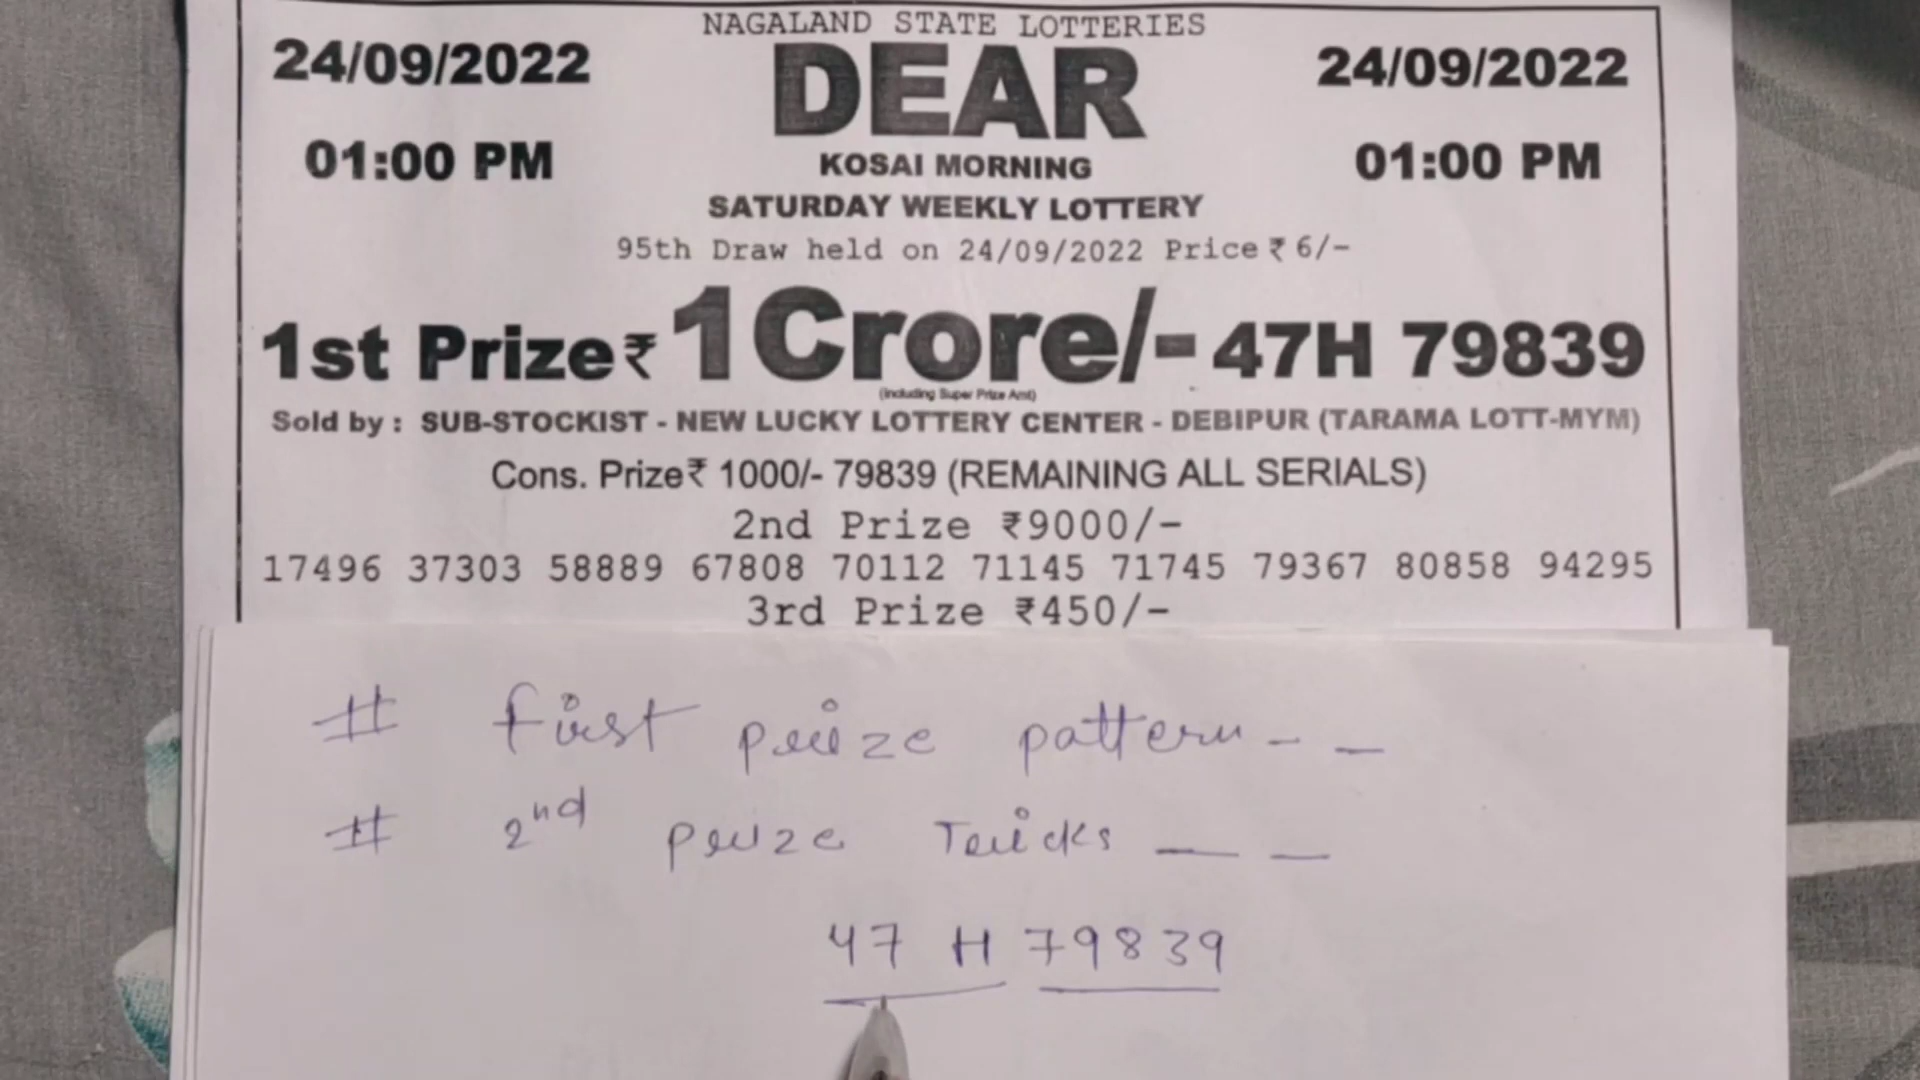 NAGALAND STATE LOTTERIES
24/09/2022 DEAR 24/09/2022
01:00 PM KOSAI MORNING 01:00 PM
SATURDAY WEEKLY LOTTERY
95th Draw held on 24/09/2022 Price ₹ 6/-
1st Prize ₹ 1 Crore/- 47H 79839
(Including Super Prize Amt)
Sold by : SUB-STOCKIST - NEW LUCKY LOTTERY CENTER - DEBIPUR (TARAMA LOTT-MYM)
Cons. Prize ₹ 1000/- 79839 (REMAINING ALL SERIALS)
2nd Prize ₹9000/-
17496 37303 58889 67808 70112 71145 71745 79367 80858 94295
3rd Prize ₹450/-
# first prize pattern - -
# 2nd prize Tricks — —
47 H 79839